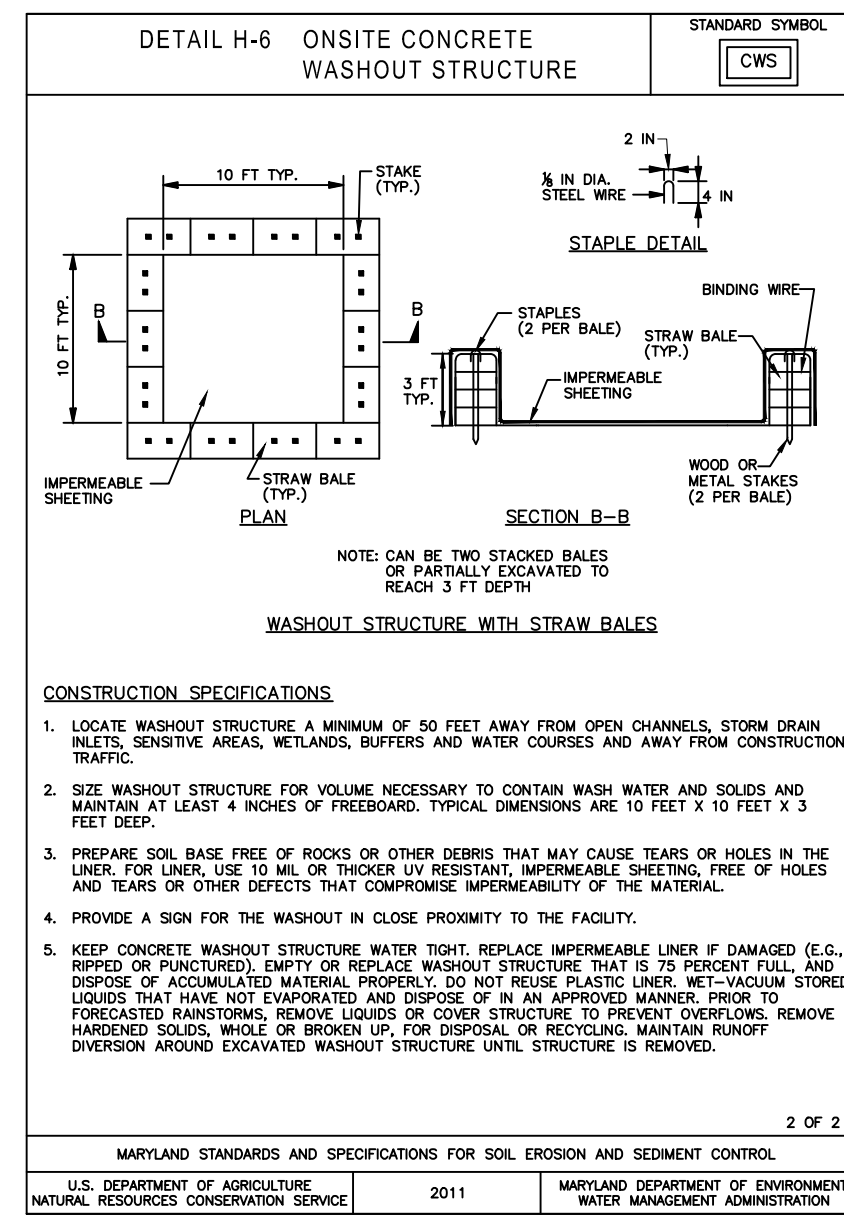 DETAIL H-6 ONSITE CONCRETE
WASHOUT STRUCTURE
STANDARD SYMBOL
CWS
10 FT TYP.
STAKE
(TYP.)
10 FT TYP.
B
B
IMPERMEABLE
SHEETING
STRAW BALE
(TYP.)
PLAN
2 IN
⅛ IN DIA.
STEEL WIRE
4 IN
STAPLE DETAIL
BINDING WIRE
STAPLES
(2 PER BALE)
STRAW BALE
(TYP.)
3 FT
TYP.
IMPERMEABLE
SHEETING
WOOD OR
METAL STAKES
(2 PER BALE)
SECTION B-B
NOTE: CAN BE TWO STACKED BALES
OR PARTIALLY EXCAVATED TO
REACH 3 FT DEPTH
WASHOUT STRUCTURE WITH STRAW BALES
CONSTRUCTION SPECIFICATIONS
1. LOCATE WASHOUT STRUCTURE A MINIMUM OF 50 FEET AWAY FROM OPEN CHANNELS, STORM DRAIN
INLETS, SENSITIVE AREAS, WETLANDS, BUFFERS AND WATER COURSES AND AWAY FROM CONSTRUCTION
TRAFFIC.
2. SIZE WASHOUT STRUCTURE FOR VOLUME NECESSARY TO CONTAIN WASH WATER AND SOLIDS AND
MAINTAIN AT LEAST 4 INCHES OF FREEBOARD. TYPICAL DIMENSIONS ARE 10 FEET X 10 FEET X 3
FEET DEEP.
3. PREPARE SOIL BASE FREE OF ROCKS OR OTHER DEBRIS THAT MAY CAUSE TEARS OR HOLES IN THE
LINER. FOR LINER, USE 10 MIL OR THICKER UV RESISTANT, IMPERMEABLE SHEETING, FREE OF HOLES
AND TEARS OR OTHER DEFECTS THAT COMPROMISE IMPERMEABILITY OF THE MATERIAL.
4. PROVIDE A SIGN FOR THE WASHOUT IN CLOSE PROXIMITY TO THE FACILITY.
5. KEEP CONCRETE WASHOUT STRUCTURE WATER TIGHT. REPLACE IMPERMEABLE LINER IF DAMAGED (E.G.,
RIPPED OR PUNCTURED). EMPTY OR REPLACE WASHOUT STRUCTURE THAT IS 75 PERCENT FULL, AND
DISPOSE OF ACCUMULATED MATERIAL PROPERLY. DO NOT REUSE PLASTIC LINER. WET-VACUUM STORED
LIQUIDS THAT HAVE NOT EVAPORATED AND DISPOSE OF IN AN APPROVED MANNER. PRIOR TO
FORECASTED RAINSTORMS, REMOVE LIQUIDS OR COVER STRUCTURE TO PREVENT OVERFLOWS. REMOVE
HARDENED SOLIDS, WHOLE OR BROKEN UP, FOR DISPOSAL OR RECYCLING. MAINTAIN RUNOFF
DIVERSION AROUND EXCAVATED WASHOUT STRUCTURE UNTIL STRUCTURE IS REMOVED.
2 OF 2
MARYLAND STANDARDS AND SPECIFICATIONS FOR SOIL EROSION AND SEDIMENT CONTROL
U.S. DEPARTMENT OF AGRICULTURE
NATURAL RESOURCES CONSERVATION SERVICE
2011
MARYLAND DEPARTMENT OF ENVIRONMENT
WATER MANAGEMENT ADMINISTRATION